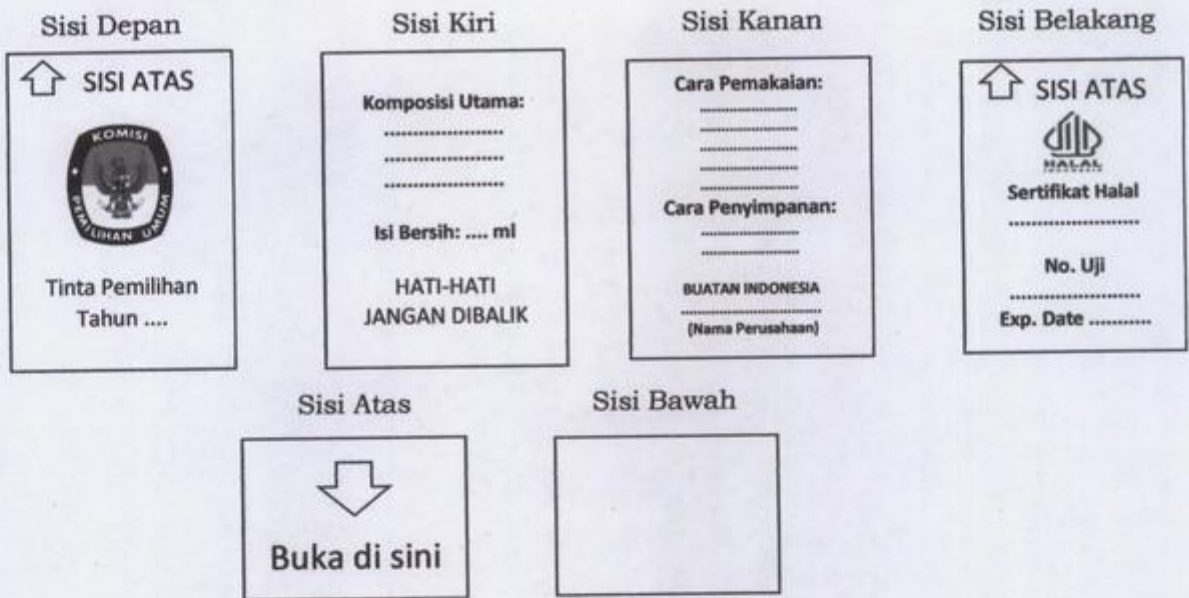 Sisi Depan
SISI ATAS
KOMISI
PEMILIHAN UMUM
Tinta Pemilihan
Tahun ....
Sisi Kiri
Komposisi Utama:
......................
......................
......................
Isi Bersih: .... ml
HATI-HATI
JANGAN DIBALIK
Sisi Kanan
Cara Pemakaian:
......................
......................
......................
......................
......................
Cara Penyimpanan:
......................
......................
BUATAN INDONESIA
................................
(Nama Perusahaan)
Sisi Belakang
SISI ATAS
HALAL
INDONESIA
Sertifikat Halal
........................
No. Uji
........................
Exp. Date ...........
Sisi Atas
Buka di sini
Sisi Bawah